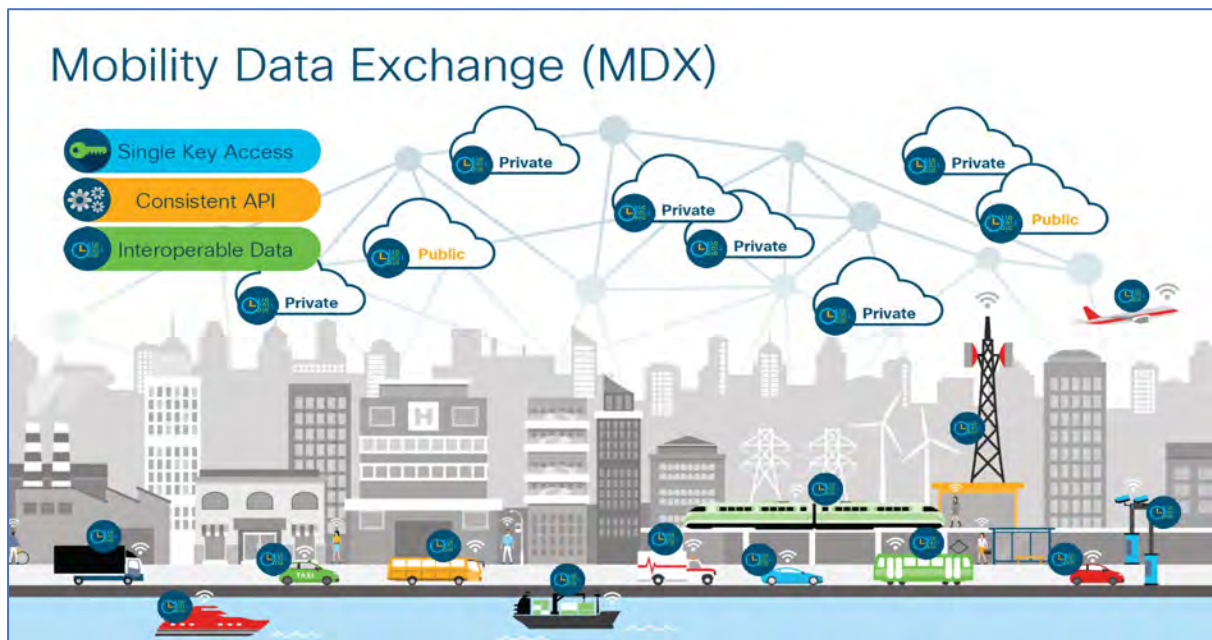 Mobility Data Exchange (MDX)
Single Key Access
Consistent API
Interoperable Data
Private
Private
Private
Public
Public
Private
Private
Private
H
TAXI